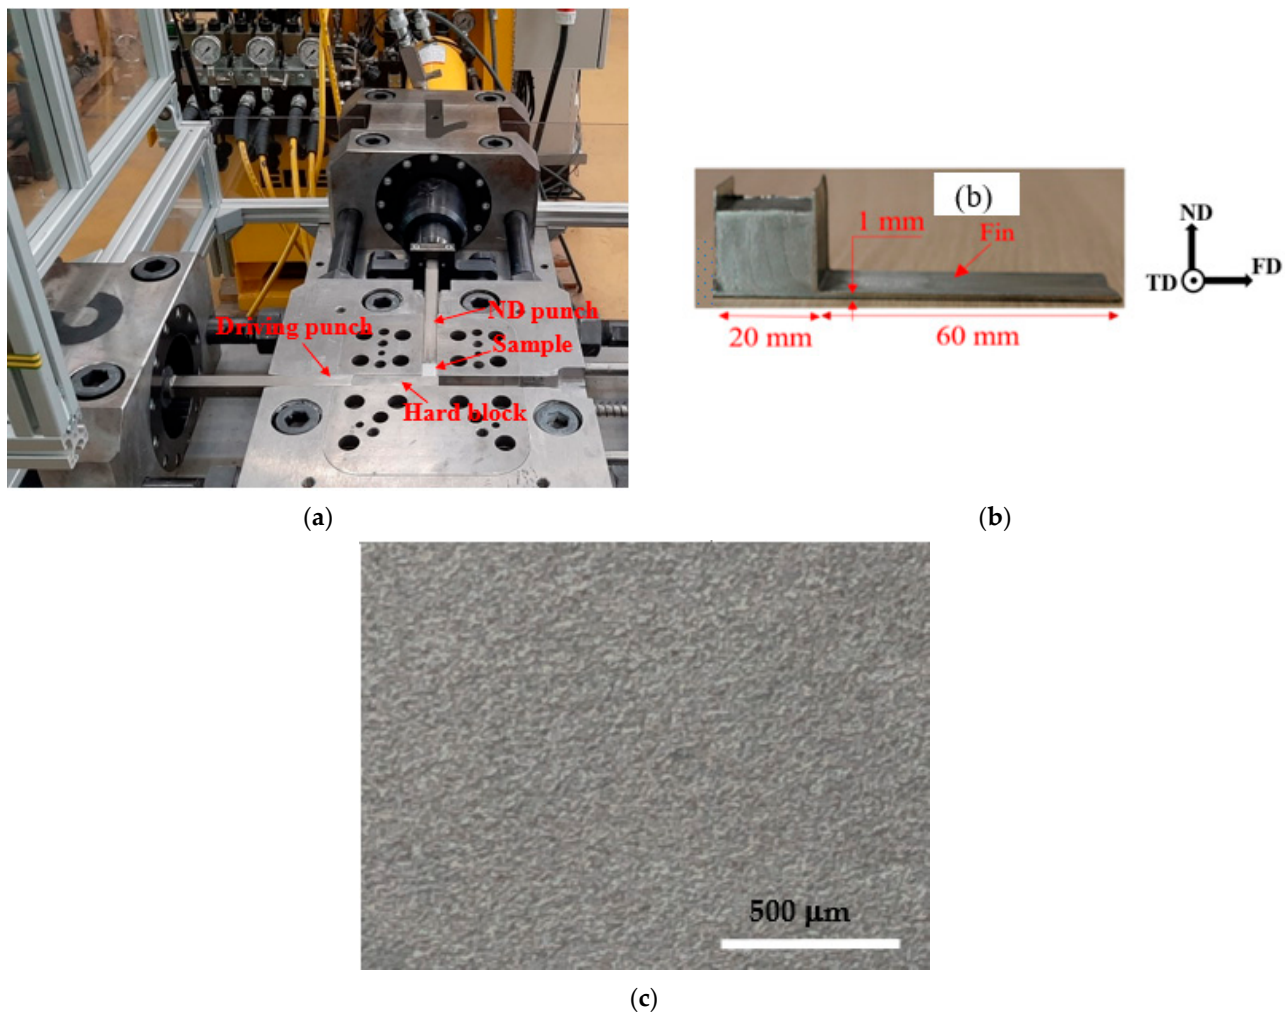 ND punch
Driving punch
Sample
Hard block
(a)
(b)
1 mm
Fin
20 mm
60 mm
ND
TD
FD
(b)
500 μm
(c)